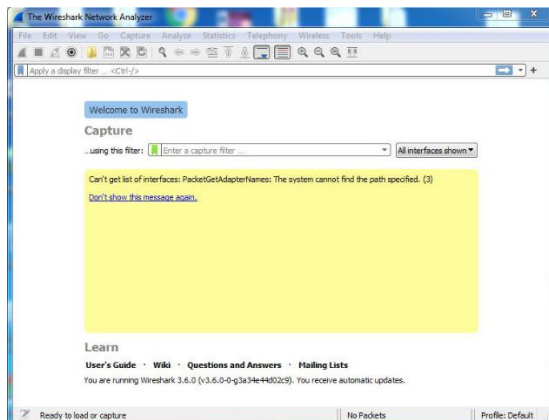 The Wireshark Network Analyzer
File Edit View Go Capture Analyze Statistics Telephony Wireless Tools Help
Apply a display filter ... <Ctrl-/>
Welcome to Wireshark
Capture
...using this filter: Enter a capture filter ... All interfaces shown
Can't get list of interfaces: PacketGetAdapterNames: The system cannot find the path specified. (3)
Don't show this message again.
Learn
User's Guide · Wiki · Questions and Answers · Mailing Lists
You are running Wireshark 3.6.0 (v3.6.0-0-g3a34e44d02c9). You receive automatic updates.
Ready to load or capture No Packets Profile: Default